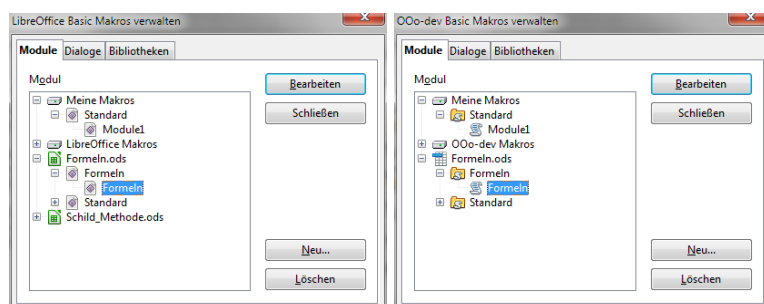 LibreOffice Basic Makros verwalten
Module Dialoge Bibliotheken
Modul
Meine Makros
Standard
Module1
LibreOffice Makros
Formeln.ods
Formeln
Formeln
Standard
Schild_Methode.ods
Bearbeiten
Schließen
Neu...
Löschen
OOo-dev Basic Makros verwalten
Module Dialoge Bibliotheken
Modul
Meine Makros
Standard
Module1
OOo-dev Makros
Formeln.ods
Formeln
Formeln
Standard
Bearbeiten
Schließen
Neu...
Löschen